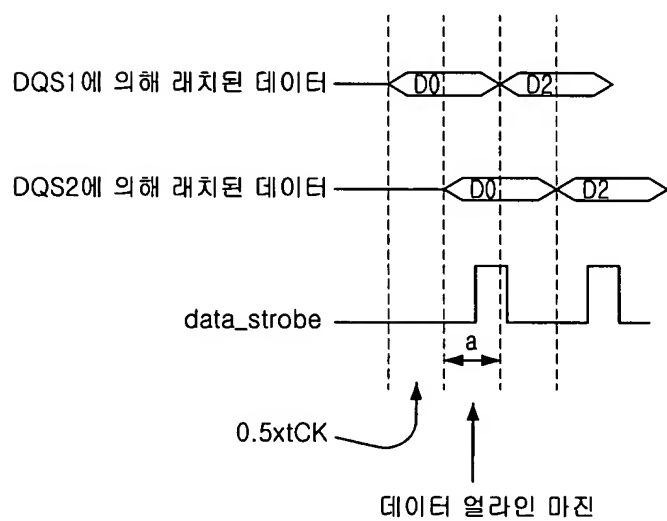 DQS1에 의해 래치된 데이터
D0 D2
DQS2에 의해 래치된 데이터
D0 D2
data_strobe
a
0.5xtCK
데이터 얼라인 마진